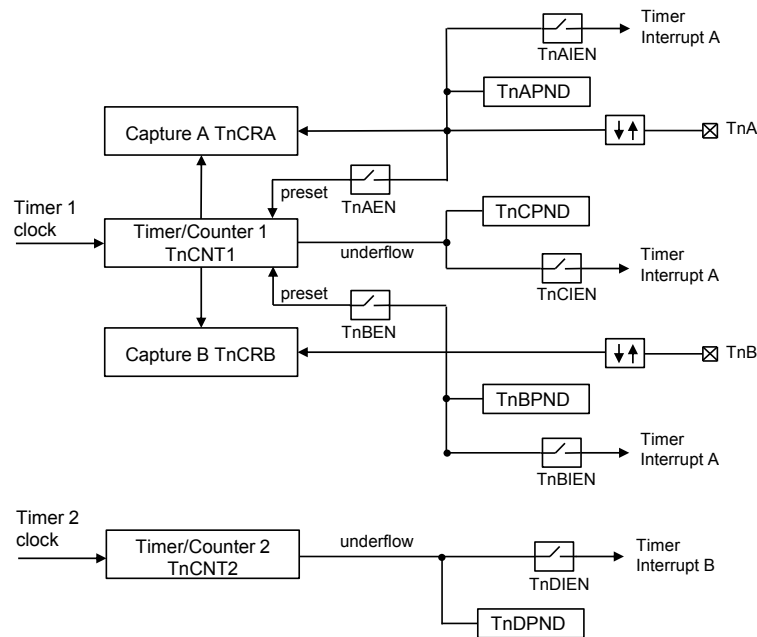 Timer
Interrupt A
TnAIEN
TnAPND
Capture A TnCRA
TnA
preset
TnAEN
Timer 1
clock
Timer/Counter 1
TnCNT1
underflow
TnCPND
Timer
Interrupt A
TnCIEN
preset
TnBEN
Capture B TnCRB
TnB
TnBPND
Timer
Interrupt A
TnBIEN
Timer 2
clock
Timer/Counter 2
TnCNT2
underflow
Timer
Interrupt B
TnDIEN
TnDPND